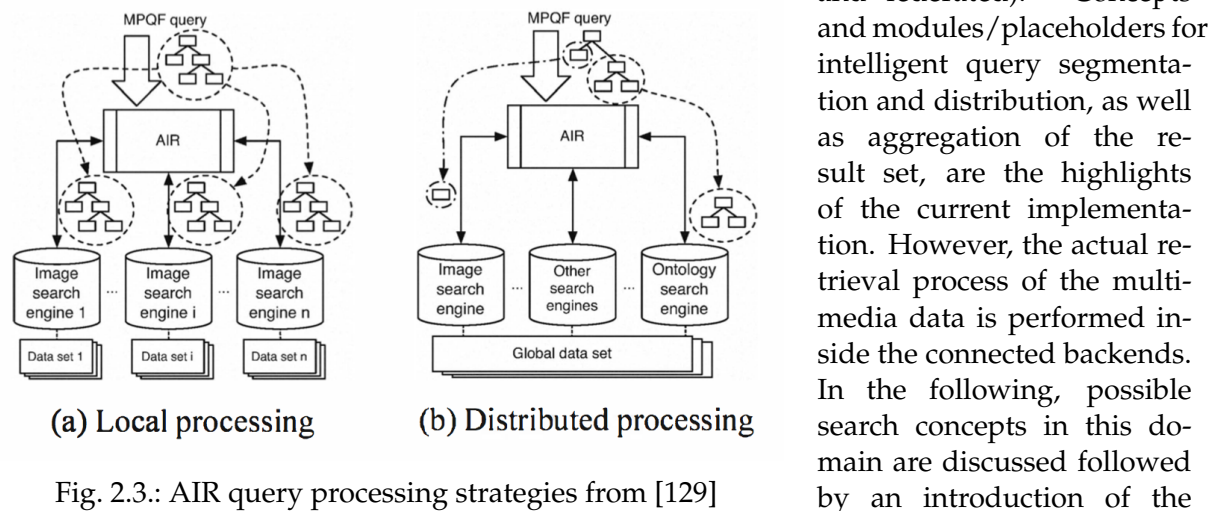 MPQF query
AIR
Image
search
engine 1
...
Image
search
engine i
...
Image
search
engine n
Data set 1
Data set i
Data set n
(a) Local processing
MPQF query
AIR
Image
search
engine
...
Other
search
engines
...
Ontology
search
engine
Global data set
(b) Distributed processing
Fig. 2.3.: AIR query processing strategies from [129]
and federated). Concepts
and modules/placeholders for
intelligent query segmenta-
tion and distribution, as well
as aggregation of the re-
sult set, are the highlights
of the current implementa-
tion. However, the actual re-
trieval process of the multi-
media data is performed in-
side the connected backends.
In the following, possible
search concepts in this do-
main are discussed followed
by an introduction of the